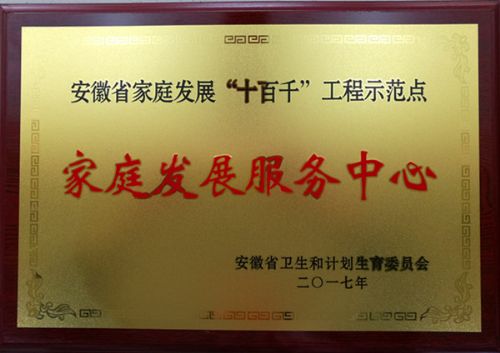 安徽省家庭发展“十百千”工程示范点
家庭发展服务中心
安徽省卫生和计划生育委员会
二〇一七年